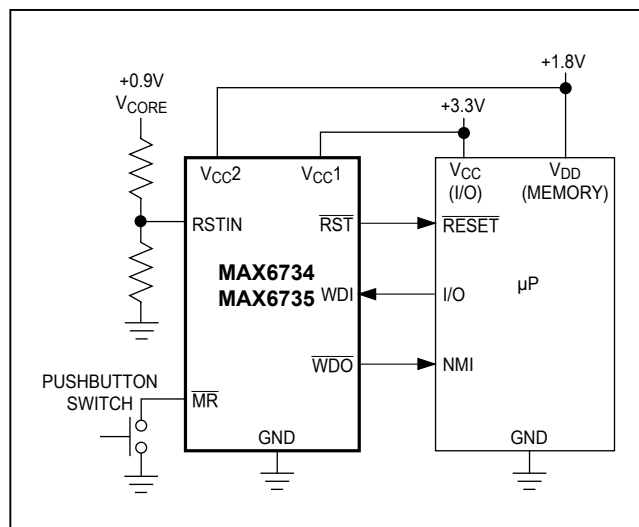 +1.8V
+0.9V
VCORE
+3.3V
VCC2
VCC1
VCC
(I/O)
VDD
(MEMORY)
RSTIN
RST
RESET
MAX6734
MAX6735
µP
WDI
I/O
WDO
NMI
PUSHBUTTON
SWITCH
MR
GND
GND